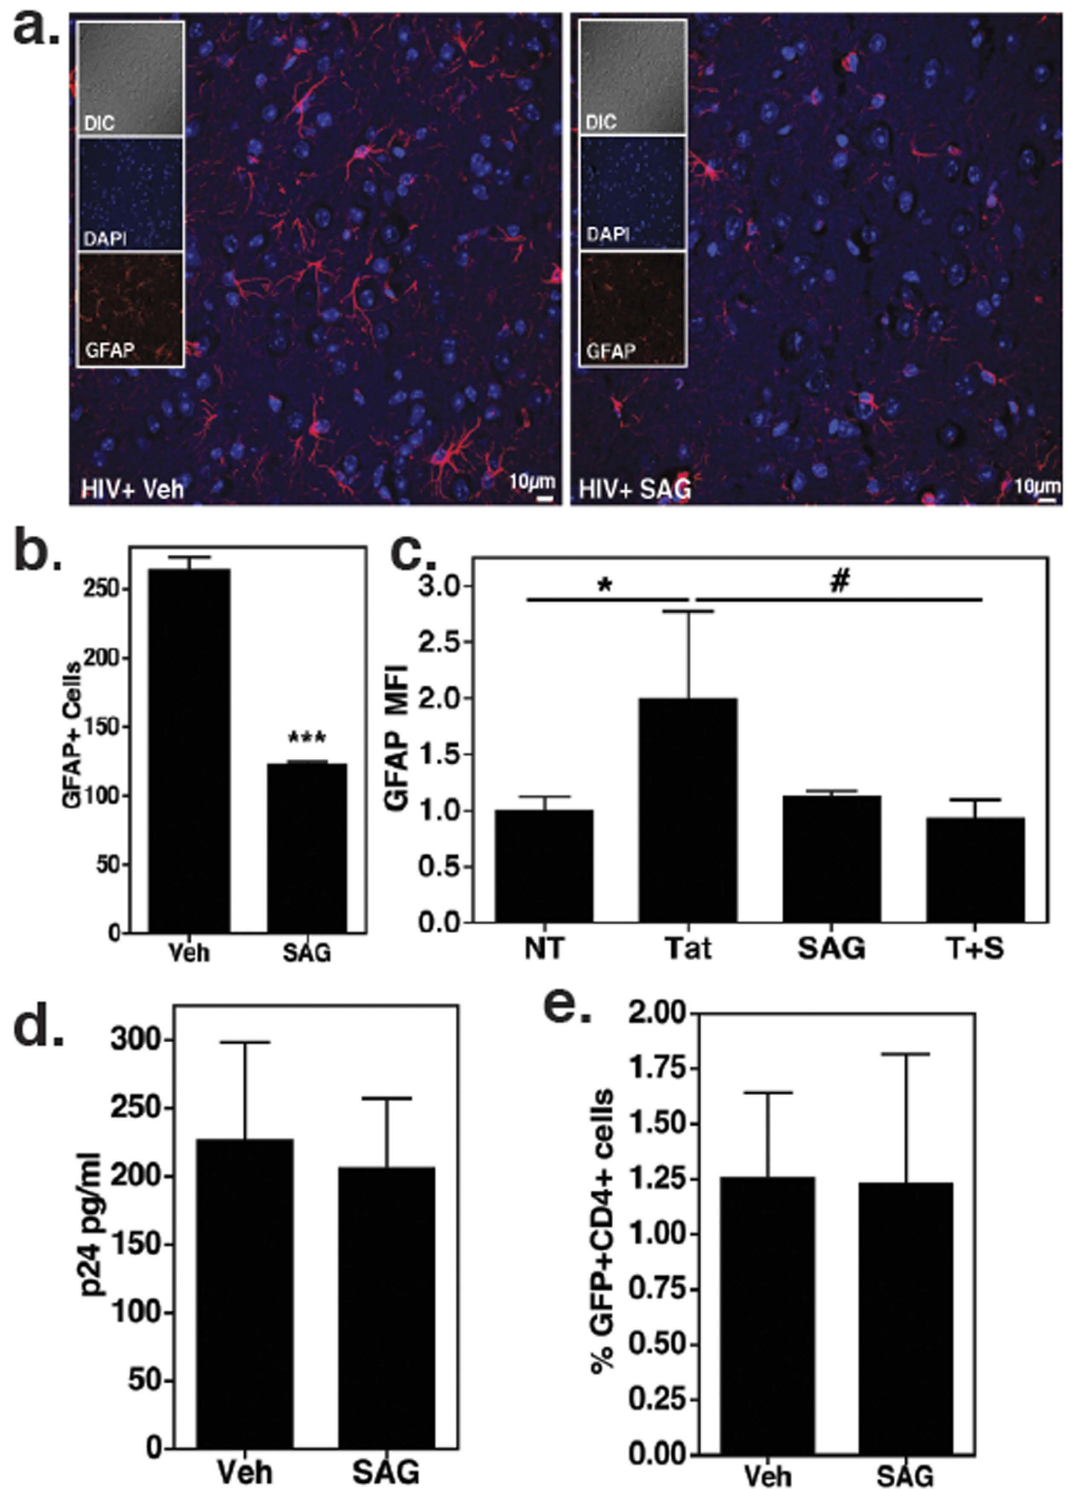 a.
DIC
DAPI
GFAP
HIV+ Veh
10µm
DIC
DAPI
GFAP
HIV+ SAG
10µm
b.
GFAP+ Cells
250
200
150
100
50
0
***
Veh
SAG
c.
GFAP MFI
3.0
2.5
2.0
1.5
1.0
0.5
0.0
*
#
NT
Tat
SAG
T+S
d.
p24 pg/ml
300
250
200
150
100
50
0
Veh
SAG
e.
% GFP+CD4+ cells
2.00
1.75
1.50
1.25
1.00
0.75
0.50
0.25
0.00
Veh
SAG